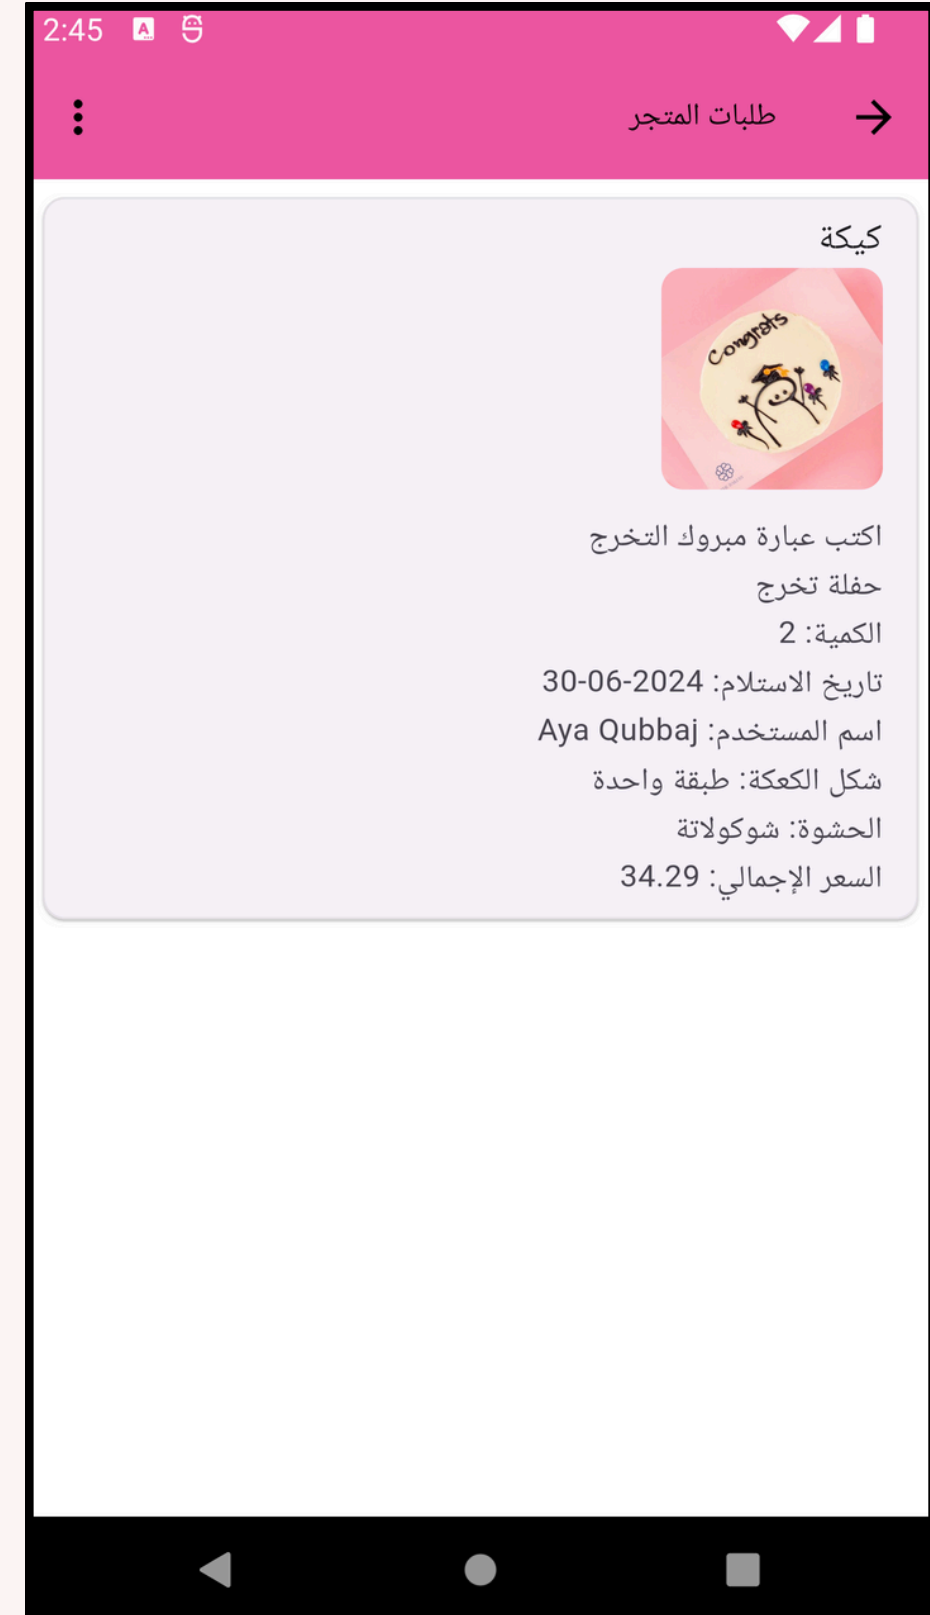 2:45
طلبات المتجر
كيكة
Congrats
اكتب عبارة مبروك التخرج
حفلة تخرج
الكمية: 2
تاريخ الاستلام: 2024-06-30
اسم المستخدم: Aya Qubbaj
شكل الكعكة: طبقة واحدة
الحشوة: شوكولاتة
السعر الإجمالي: 34.29